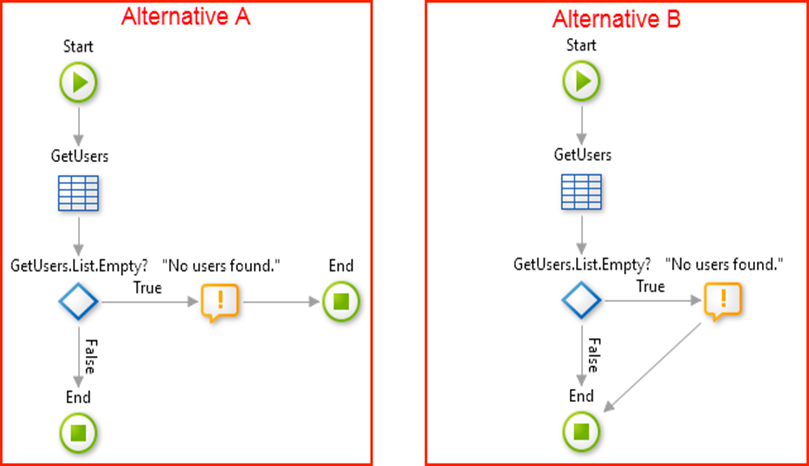 Alternative A
Start
GetUsers
GetUsers.List.Empty?
"No users found."
End
True
False
End
Alternative B
Start
GetUsers
GetUsers.List.Empty?
"No users found."
True
False
End